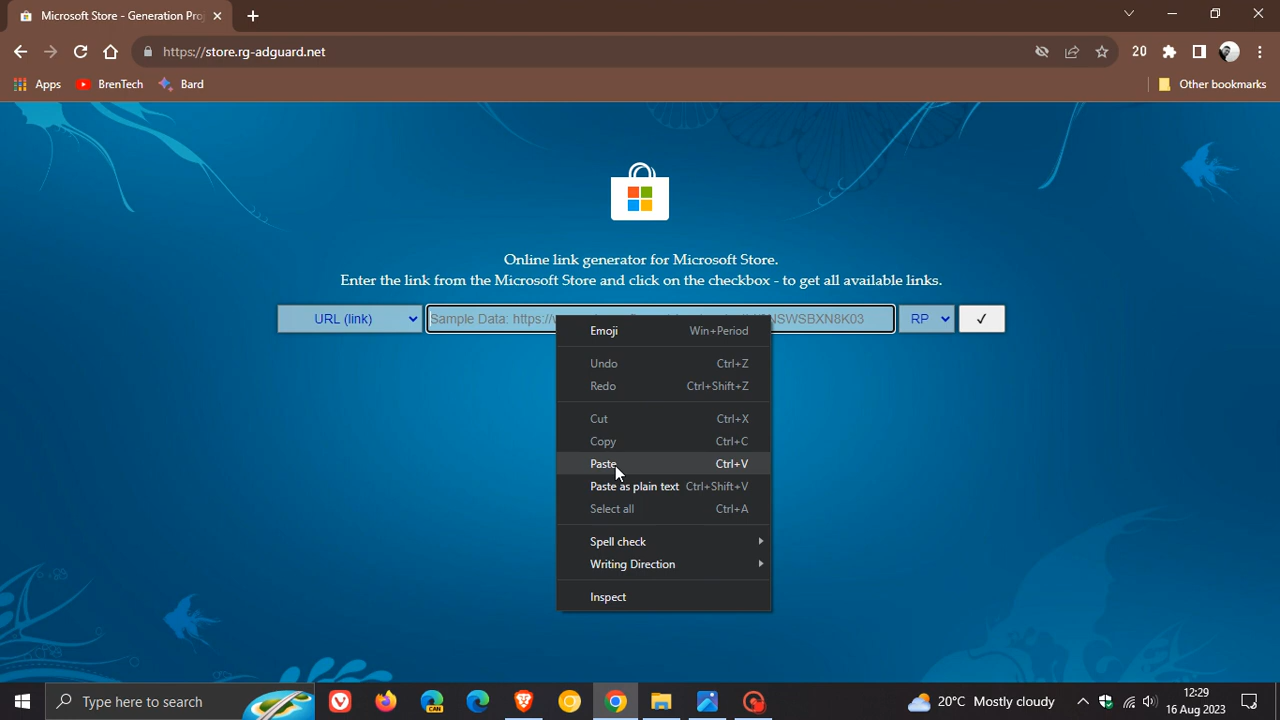 Microsoft Store - Generation Proj
https://store.rg-adguard.net
20
Apps
BrenTech
Bard
Other bookmarks
Online link generator for Microsoft Store.
Enter the link from the Microsoft Store and click on the checkbox - to get all available links.
URL (link)
Sample Data: https://w
NSWSBXN8K03
RP
✓
Emoji Win+Period
Undo Ctrl+Z
Redo Ctrl+Shift+Z
Cut Ctrl+X
Copy Ctrl+C
Paste Ctrl+V
Paste as plain text Ctrl+Shift+V
Select all Ctrl+A
Spell check
Writing Direction
Inspect
Type here to search
CAN
20°C Mostly cloudy
12:29
16 Aug 2023